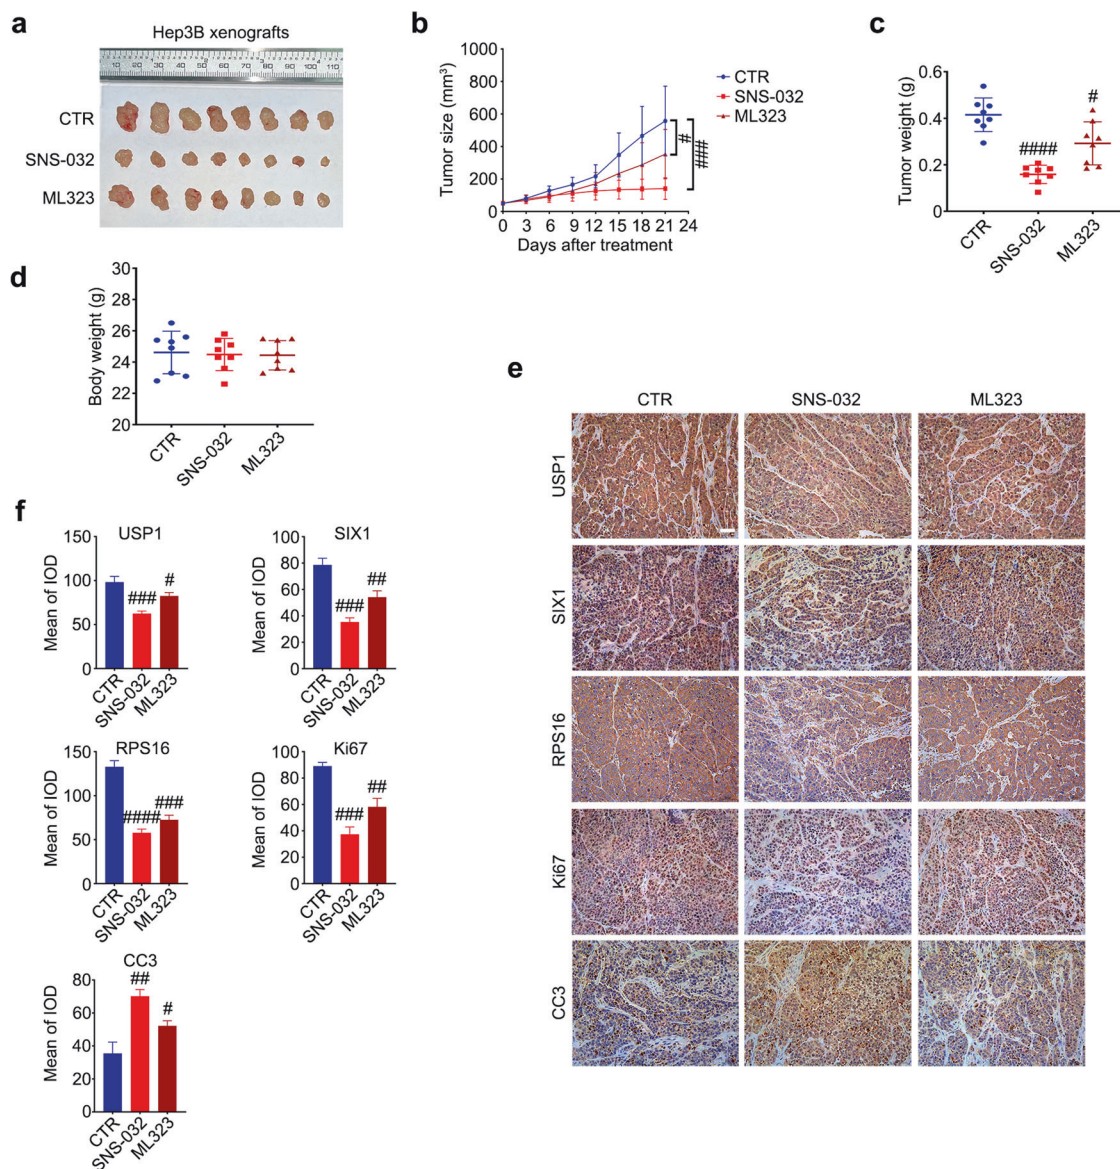 a
Hep3B xenografts
10 20 30 40 50 60 70 80 90 100 110
CTR
SNS-032
ML323
b
Tumor size (mm³)
1000
800
600
400
200
0
0 3 6 9 12 15 18 21 24
Days after treatment
CTR
SNS-032
ML323
#
###
c
Tumor weight (g)
0.6
0.4
0.2
0
####
#
CTR
SNS-032
ML323
d
Body weight (g)
30
28
26
24
22
20
CTR
SNS-032
ML323
e
CTR SNS-032 ML323
USP1
SIX1
RPS16
Ki67
CC3
f
USP1
Mean of IOD
150
100
50
0
###
#
CTR
SNS-032
ML323
SIX1
Mean of IOD
100
80
60
40
20
0
###
##
CTR
SNS-032
ML323
RPS16
Mean of IOD
150
100
50
0
####
###
CTR
SNS-032
ML323
Ki67
Mean of IOD
100
80
60
40
20
0
###
##
CTR
SNS-032
ML323
CC3
Mean of IOD
80
60
40
20
0
##
#
CTR
SNS-032
ML323